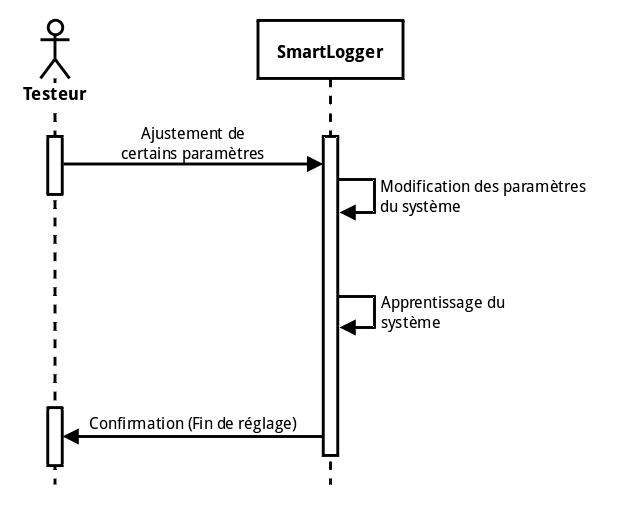 SmartLogger
Testeur
Ajustement de
certains paramètres
Modification des paramètres
du système
Apprentissage du
système
Confirmation (Fin de réglage)